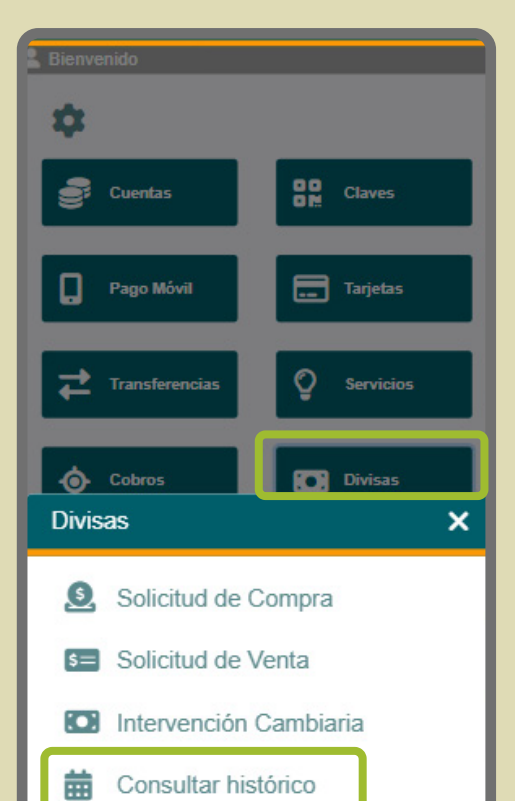 Bienvenido
Cuentas
Claves
Pago Móvil
Tarjetas
Transferencias
Servicios
Cobros
Divisas
Divisas
Solicitud de Compra
Solicitud de Venta
Intervención Cambiaria
Consultar histórico